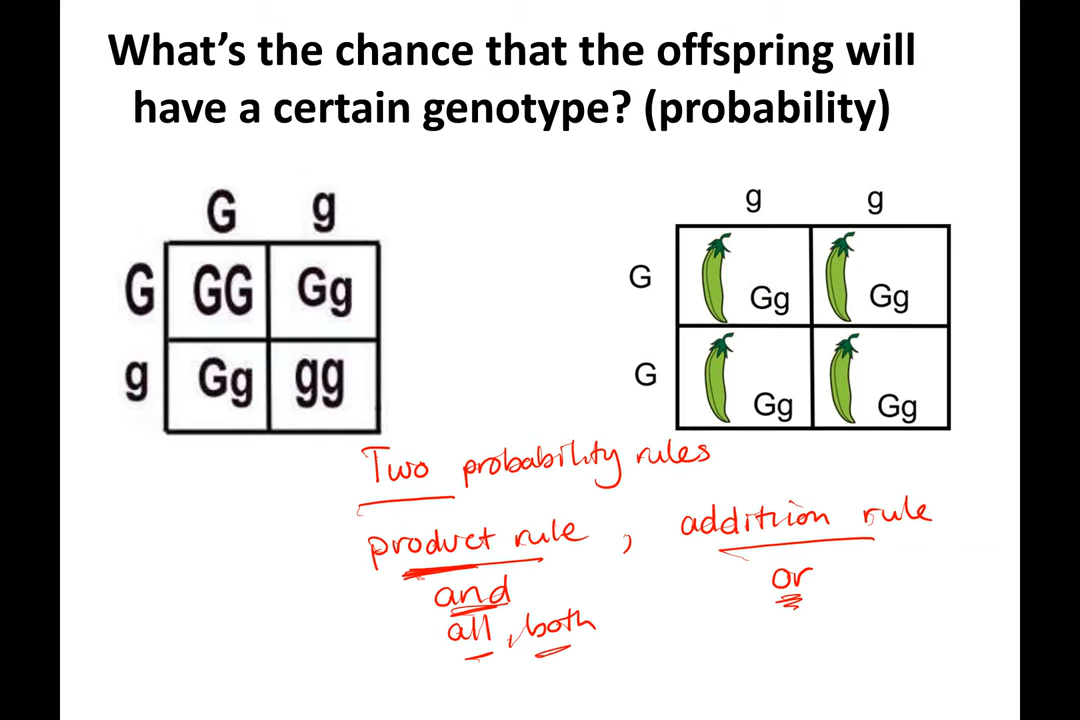 What's the chance that the offspring will
have a certain genotype? (probability)
G g
G GG Gg
g Gg gg
g g
G Gg Gg
G Gg Gg
Two probability rules
product rule , addition rule
and or
all, both